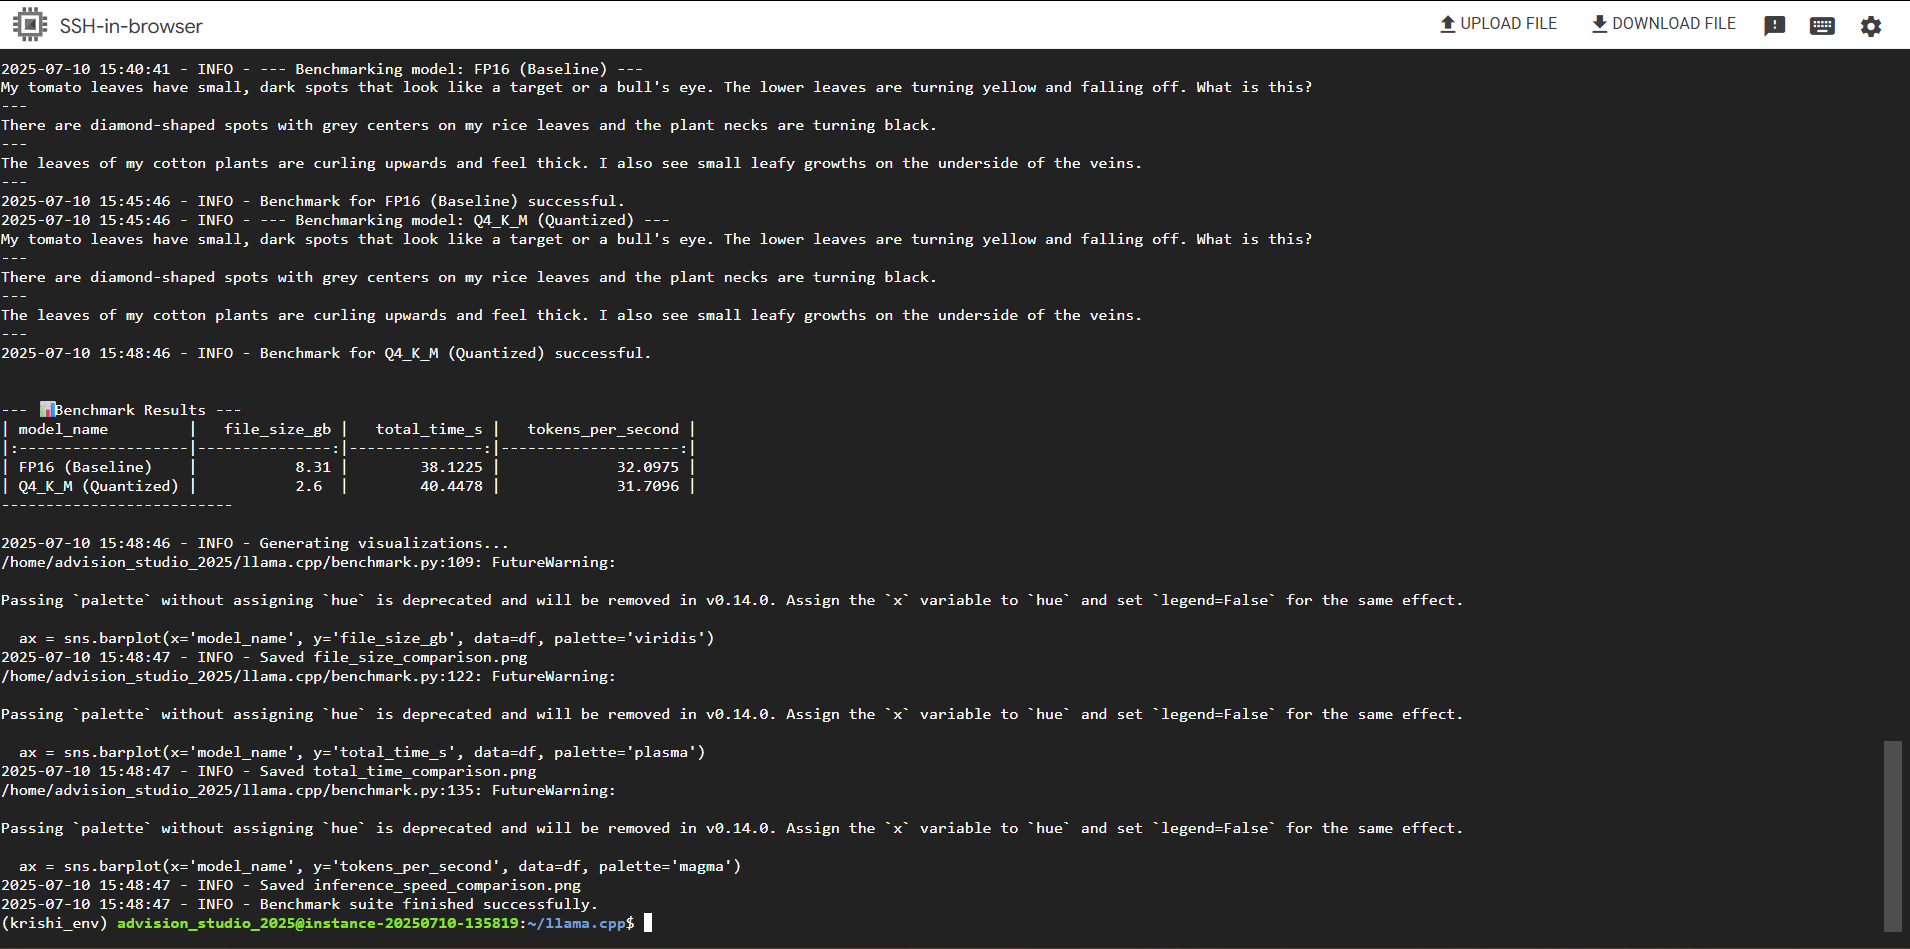 SSH-in-browser
UPLOAD FILE
DOWNLOAD FILE
2025-07-10 15:40:41 - INFO - --- Benchmarking model: FP16 (Baseline) ---
My tomato leaves have small, dark spots that look like a target or a bull's eye. The lower leaves are turning yellow and falling off. What is this?
---
There are diamond-shaped spots with grey centers on my rice leaves and the plant necks are turning black.
---
The leaves of my cotton plants are curling upwards and feel thick. I also see small leafy growths on the underside of the veins.
---
2025-07-10 15:45:46 - INFO - Benchmark for FP16 (Baseline) successful.
2025-07-10 15:45:46 - INFO - --- Benchmarking model: Q4_K_M (Quantized) ---
My tomato leaves have small, dark spots that look like a target or a bull's eye. The lower leaves are turning yellow and falling off. What is this?
---
There are diamond-shaped spots with grey centers on my rice leaves and the plant necks are turning black.
---
The leaves of my cotton plants are curling upwards and feel thick. I also see small leafy growths on the underside of the veins.
---
2025-07-10 15:48:46 - INFO - Benchmark for Q4_K_M (Quantized) successful.
--- 📊Benchmark Results ---
| model_name         |   file_size_gb |   total_time_s |   tokens_per_second |
|:-------------------|---------------:|---------------:|--------------------:|
| FP16 (Baseline)    |           8.31 |        38.1225 |             32.0975 |
| Q4_K_M (Quantized) |           2.6  |        40.4478 |             31.7096 |
--------------------------
2025-07-10 15:48:46 - INFO - Generating visualizations...
/home/advision_studio_2025/llama.cpp/benchmark.py:109: FutureWarning:
Passing `palette` without assigning `hue` is deprecated and will be removed in v0.14.0. Assign the `x` variable to `hue` and set `legend=False` for the same effect.
  ax = sns.barplot(x='model_name', y='file_size_gb', data=df, palette='viridis')
2025-07-10 15:48:47 - INFO - Saved file_size_comparison.png
/home/advision_studio_2025/llama.cpp/benchmark.py:122: FutureWarning:
Passing `palette` without assigning `hue` is deprecated and will be removed in v0.14.0. Assign the `x` variable to `hue` and set `legend=False` for the same effect.
  ax = sns.barplot(x='model_name', y='total_time_s', data=df, palette='plasma')
2025-07-10 15:48:47 - INFO - Saved total_time_comparison.png
/home/advision_studio_2025/llama.cpp/benchmark.py:135: FutureWarning:
Passing `palette` without assigning `hue` is deprecated and will be removed in v0.14.0. Assign the `x` variable to `hue` and set `legend=False` for the same effect.
  ax = sns.barplot(x='model_name', y='tokens_per_second', data=df, palette='magma')
2025-07-10 15:48:47 - INFO - Saved inference_speed_comparison.png
2025-07-10 15:48:47 - INFO - Benchmark suite finished successfully.
(krishi_env) advision_studio_2025@instance-20250710-135819:~/llama.cpp$